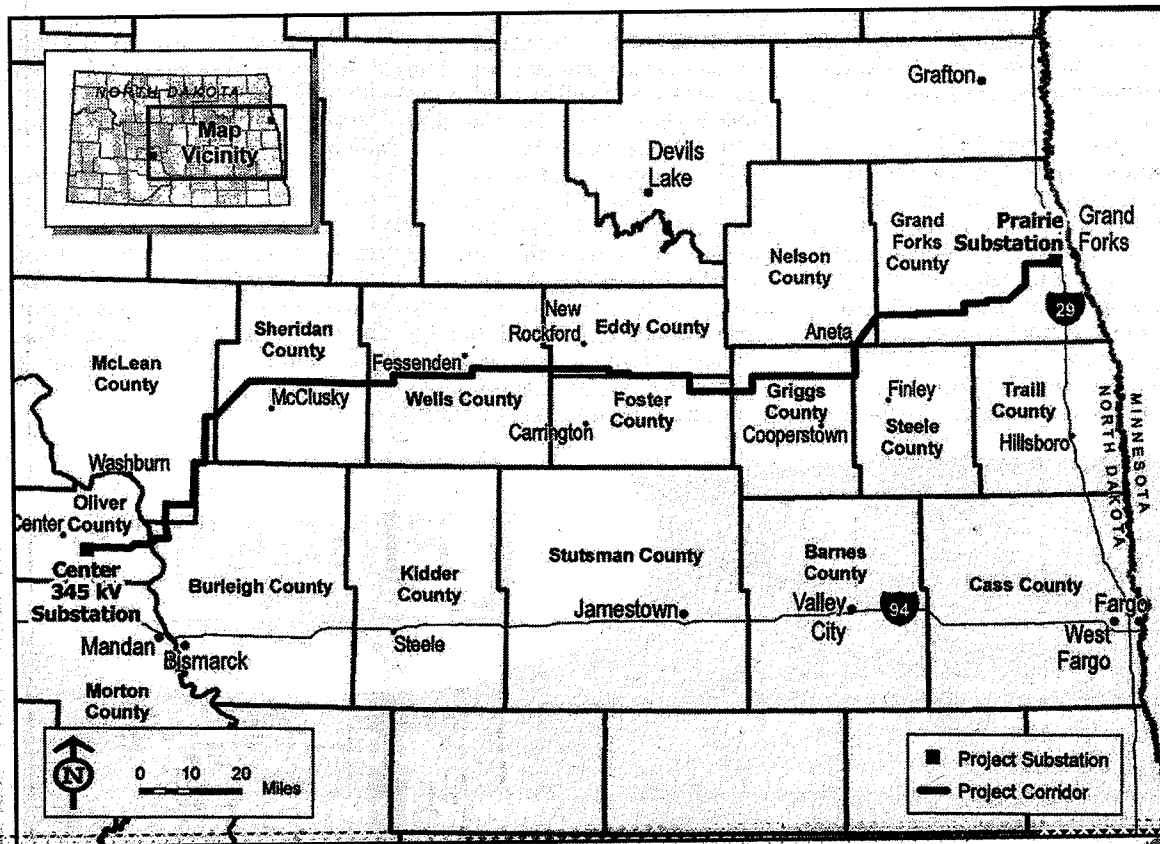 NORTH DAKOTA
Map
Vicinity
Grafton
Devils
Lake
Grand
Forks
County
Prairie
Substation
Grand
Forks
Nelson
County
29
New
Rockford
Eddy County
Aneta
Sheridan
County
McLean
County
Fessenden
McClusky
Wells County
Foster
County
Griggs
County
Cooperstown
Finley
Steele
County
Traill
County
Hillsboro
Carrington
MINNESOTA
NORTH DAKOTA
Washburn
Oliver
County
Center
Center
345 kV
Substation
Burleigh County
Kidder
County
Stutsman County
Barnes
County
Cass County
Jamestown
Valley
City
94
Fargo
West
Fargo
Mandan
Bismarck
Steele
Morton
County
N
0 10 20
Miles
Project Substation
Project Corridor